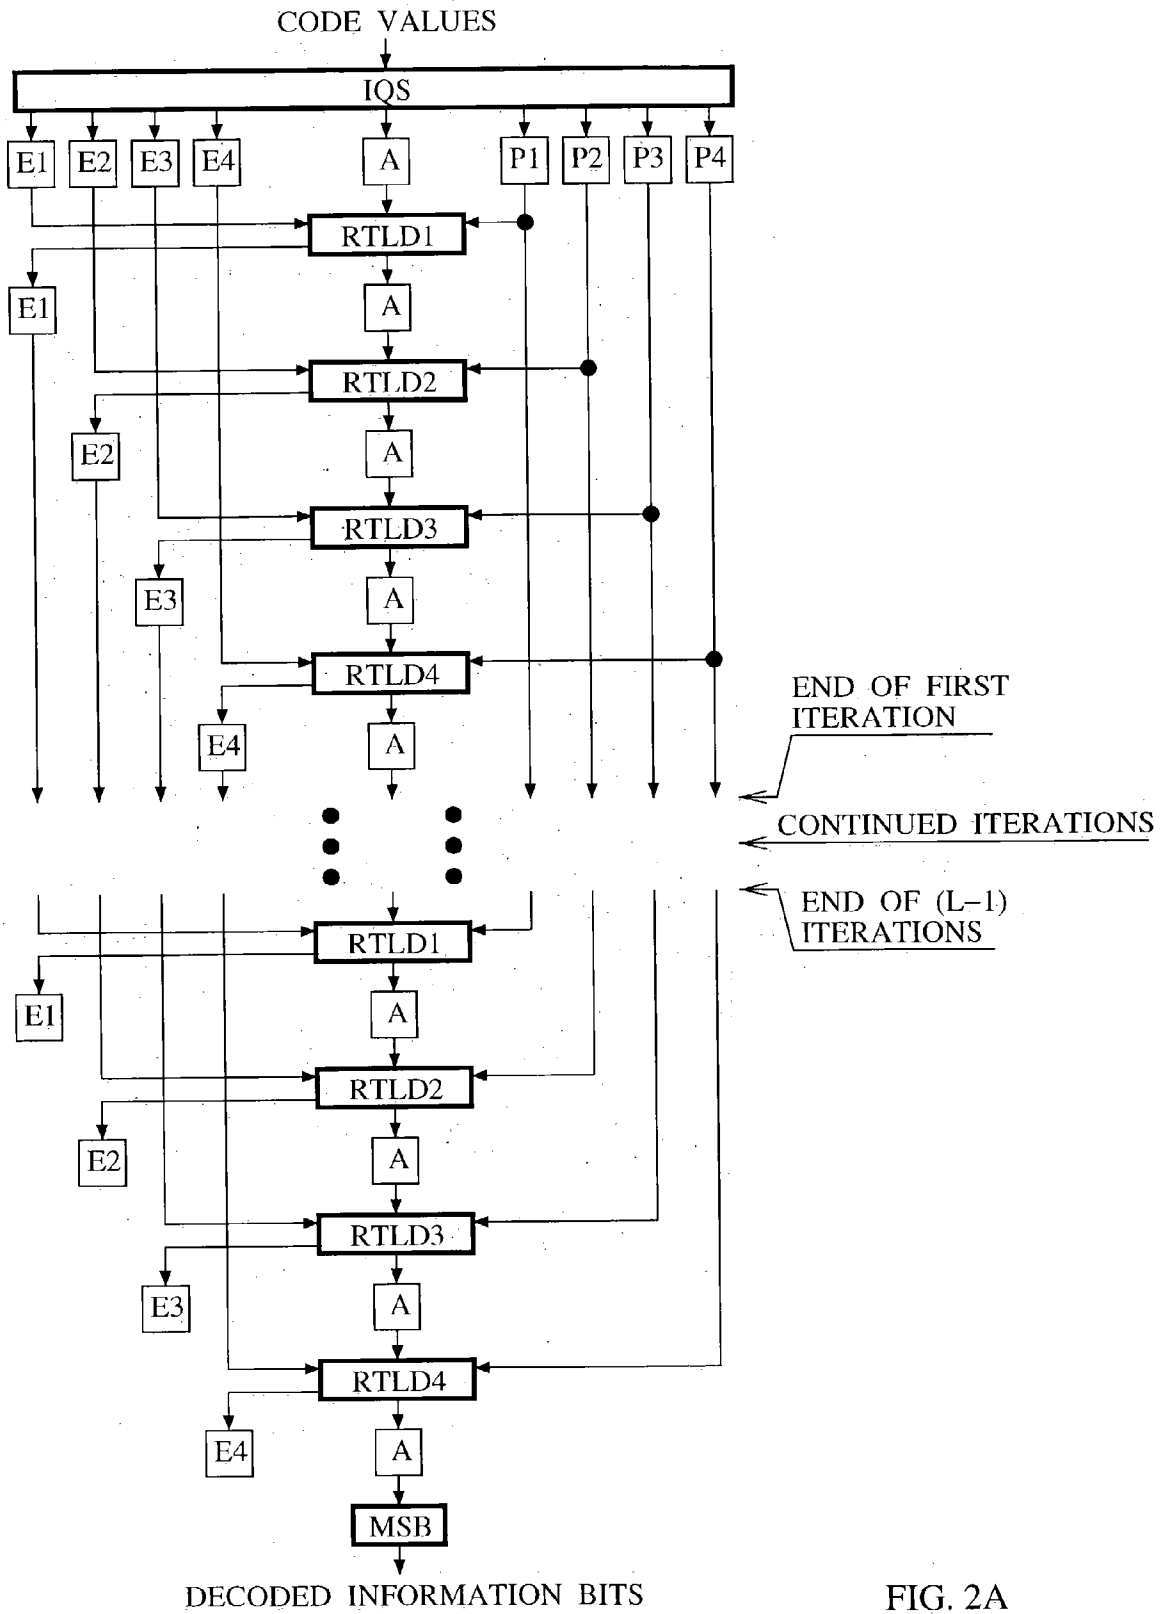 CODE VALUES
IQS
E1 E2 E3 E4 A P1 P2 P3 P4
RTLD1
E1 A
RTLD2
E2 A
RTLD3
E3 A
RTLD4
END OF FIRST
ITERATION
E4 A
CONTINUED ITERATIONS
END OF (L-1)
ITERATIONS
RTLD1
E1 A
RTLD2
E2 A
RTLD3
E3 A
RTLD4
E4 A
MSB
DECODED INFORMATION BITS
FIG. 2A